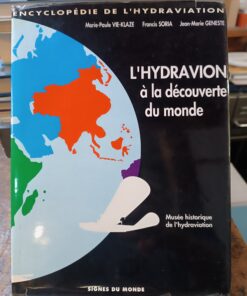 ENCYCLOPÉDIE DE L'HYDRAVIATION
Marie-Paule VIE-KLAZE Francis SORIA Jean-Marie GENESTE
L'HYDRAVION
à la découverte
du monde
Musée historique
de l'hydraviation
SIGNES DU MONDE